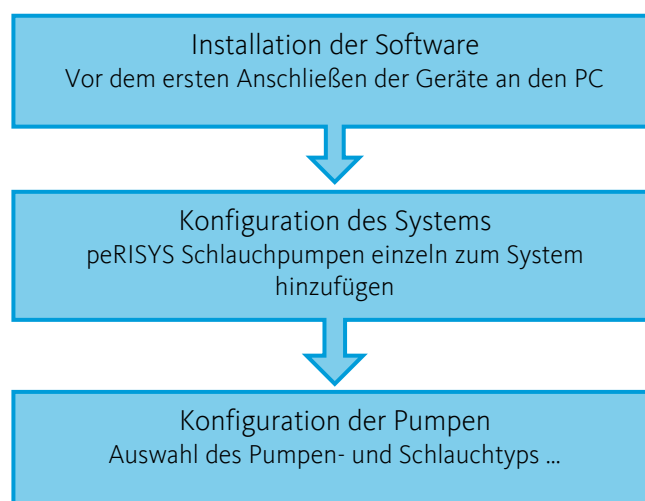 Installation der Software
Vor dem ersten Anschließen der Geräte an den PC
Konfiguration des Systems
peRISYS Schlauchpumpen einzeln zum System
hinzufügen
Konfiguration der Pumpen
Auswahl des Pumpen- und Schlauchtyps ...